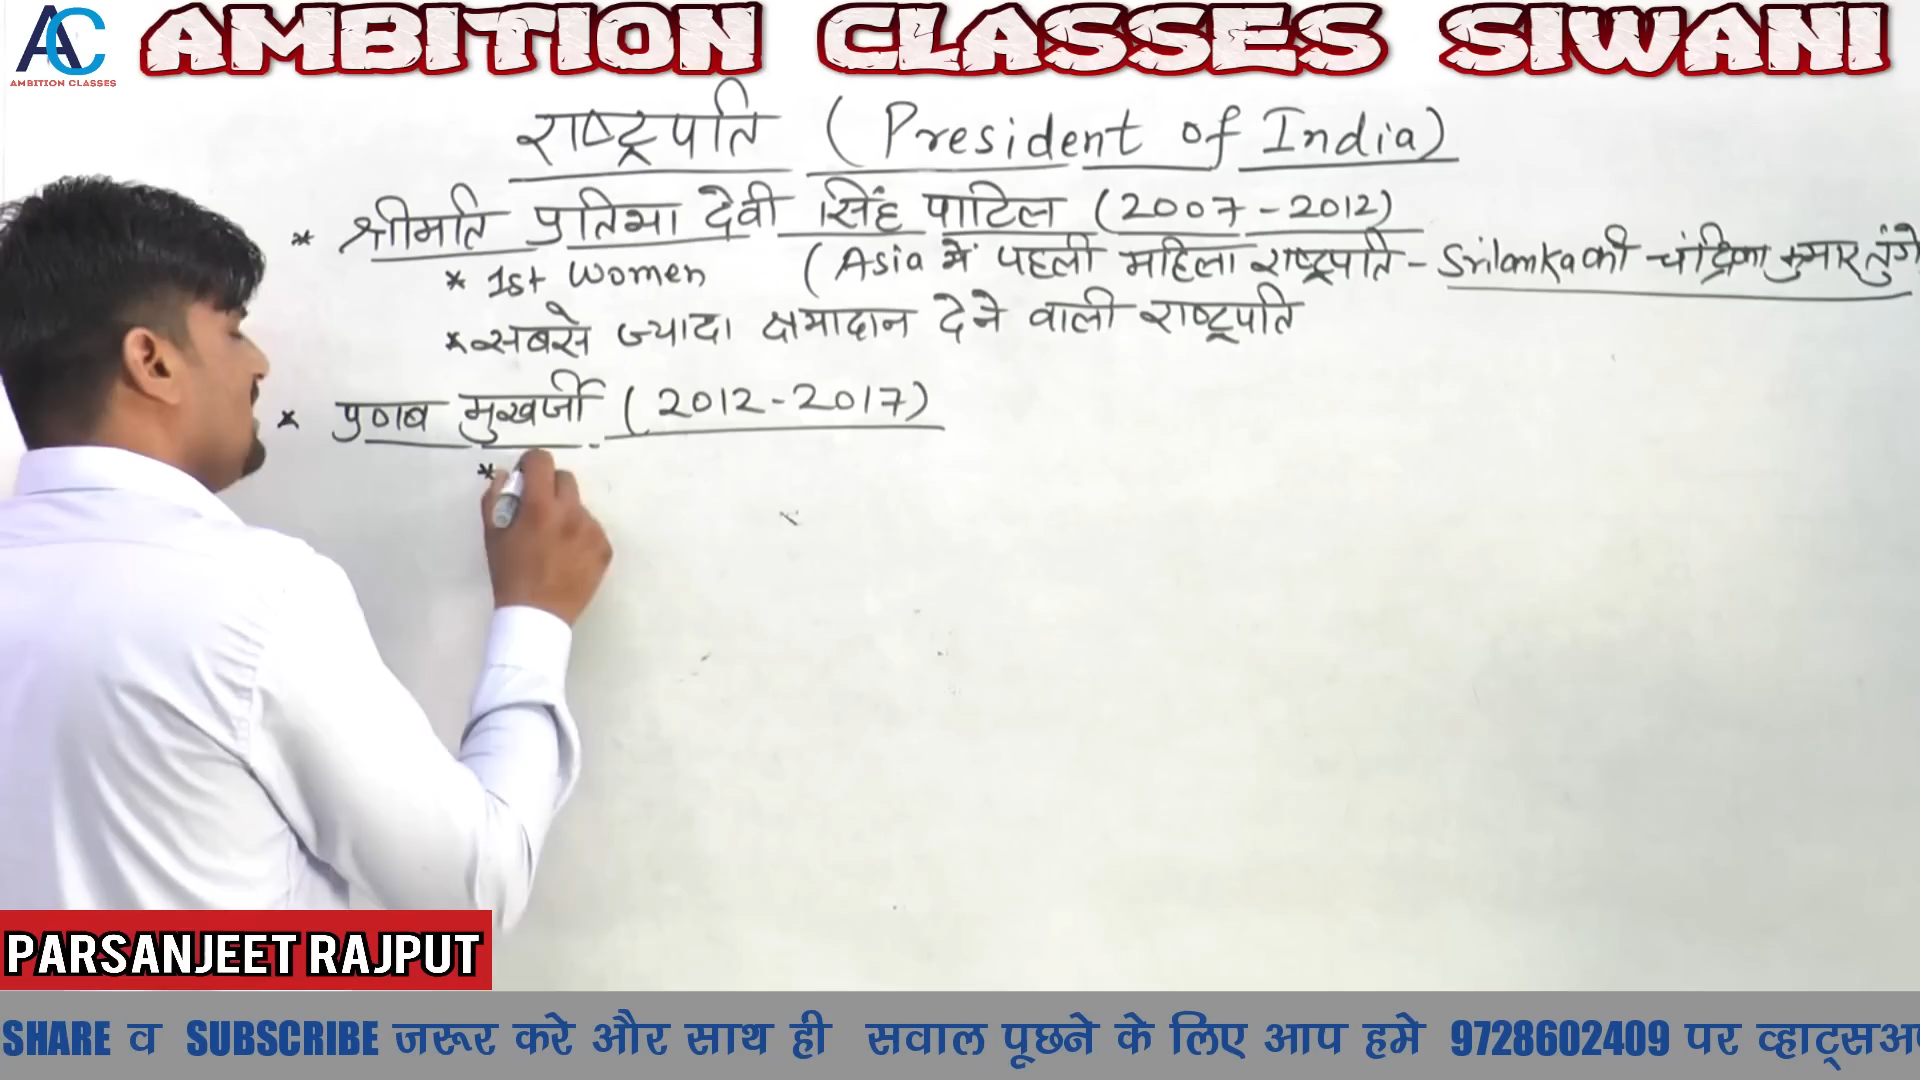 AC AMBITION CLASSES
AMBITION CLASSES SIWANI
राष्ट्रपति ( President of India )
* श्रीमति प्रतिभा देवी सिंह पाटिल (2007-2012)
* 1st Women (Asia में पहली महिला राष्ट्रपति - Srilanka की चंद्रिका कुमार तुंगे
* सबसे ज्यादा क्षमादान देने वाली राष्ट्रपति
* प्रणब मुखर्जी (2012-2017)
*
PARSANJEET RAJPUT
SHARE व SUBSCRIBE जरूर करे और साथ ही सवाल पूछने के लिए आप हमे 9728602409 पर व्हाट्सअप